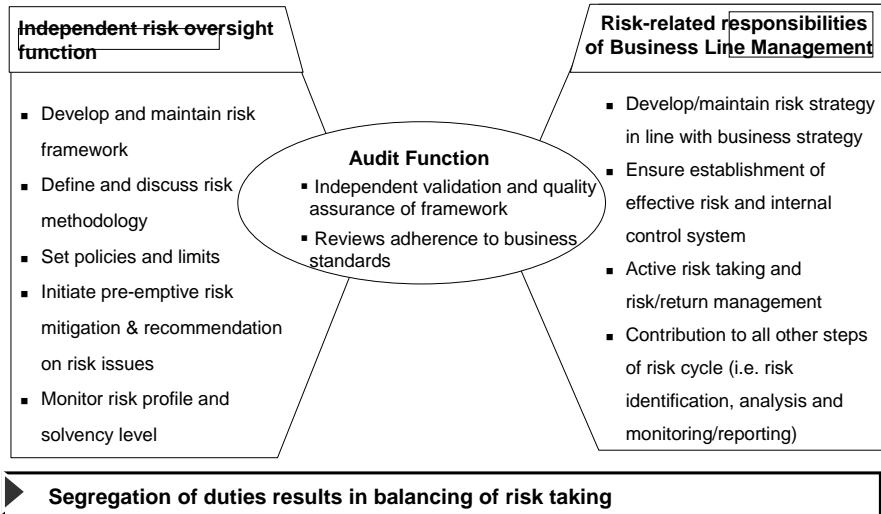 Independent risk oversight
function
▪ Develop and maintain risk
framework
▪ Define and discuss risk
methodology
▪ Set policies and limits
▪ Initiate pre-emptive risk
mitigation & recommendation
on risk issues
▪ Monitor risk profile and
solvency level
Audit Function
▪ Independent validation and quality
assurance of framework
▪ Reviews adherence to business
standards
Risk-related responsibilities
of Business Line Management
▪ Develop/maintain risk strategy
in line with business strategy
▪ Ensure establishment of
effective risk and internal
control system
▪ Active risk taking and
risk/return management
▪ Contribution to all other steps
of risk cycle (i.e. risk
identification, analysis and
monitoring/reporting)
Segregation of duties results in balancing of risk taking